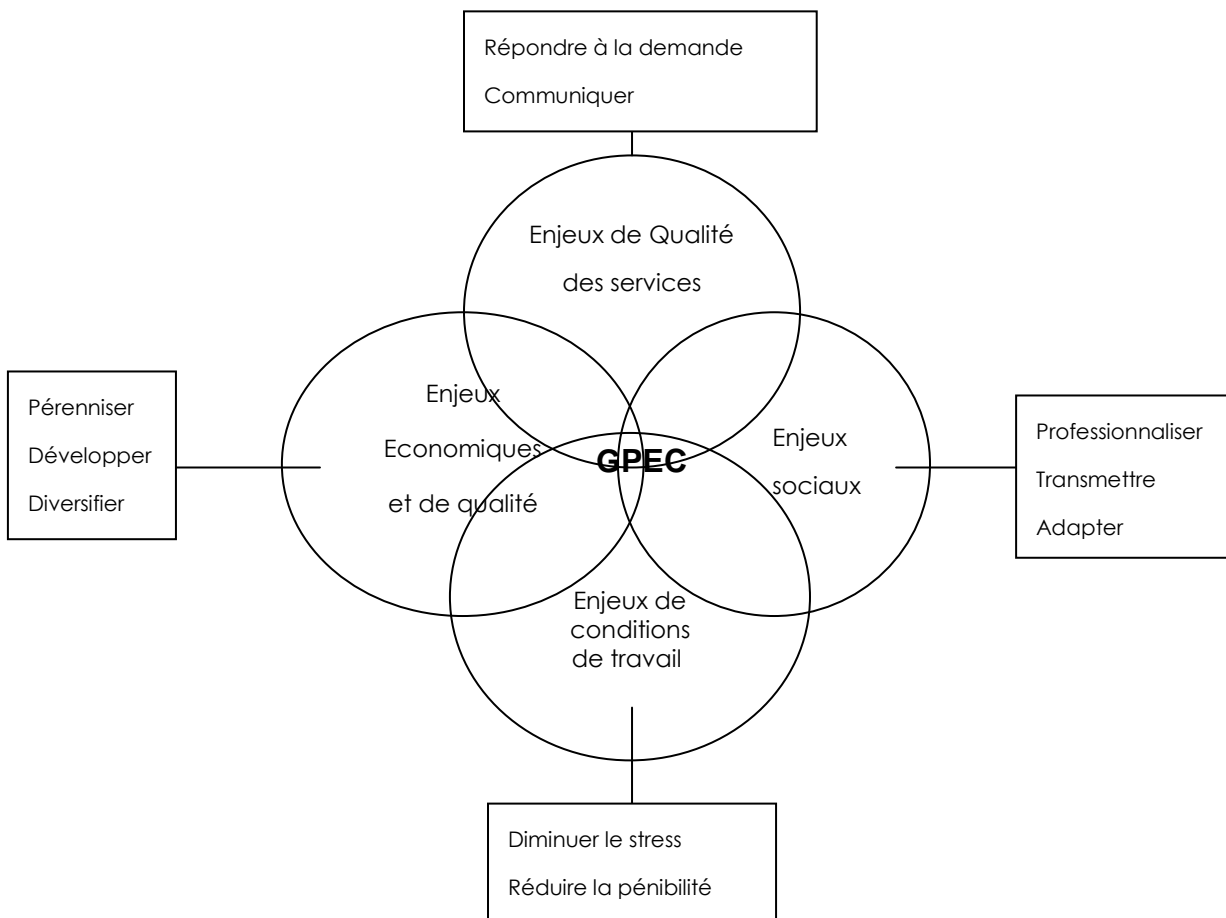 Répondre à la demande
Communiquer
Enjeux de Qualité
des services
Pérenniser
Développer
Diversifier
Enjeux
Economiques
et de qualité
GPEC
Enjeux
sociaux
Professionnaliser
Transmettre
Adapter
Enjeux de
conditions
de travail
Diminuer le stress
Réduire la pénibilité